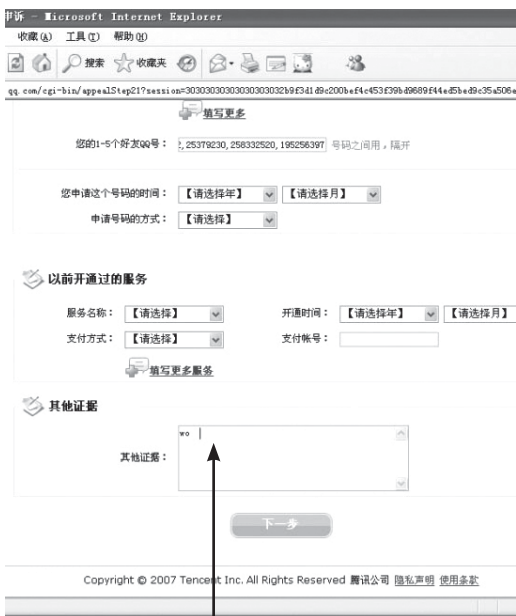 申诉 - Microsoft Internet Explorer
收藏(A) 工具(T) 帮助(H)
搜索 收藏夹
填写更多
您的1-5个好友QQ号: 2,25379230,258332520,195256397 号码之间用,隔开
您申请这个号码的时间: 【请选择年】 【请选择月】
申请号码的方式: 【请选择】
以前开通过的服务
服务名称: 【请选择】 开通时间: 【请选择年】 【请选择月】
支付方式: 【请选择】 支付帐号:
填写更多服务
其他证据
其他证据: wo
下一步
Copyright © 2007 Tencent Inc. All Rights Reserved 腾讯公司 隐私声明 使用条款